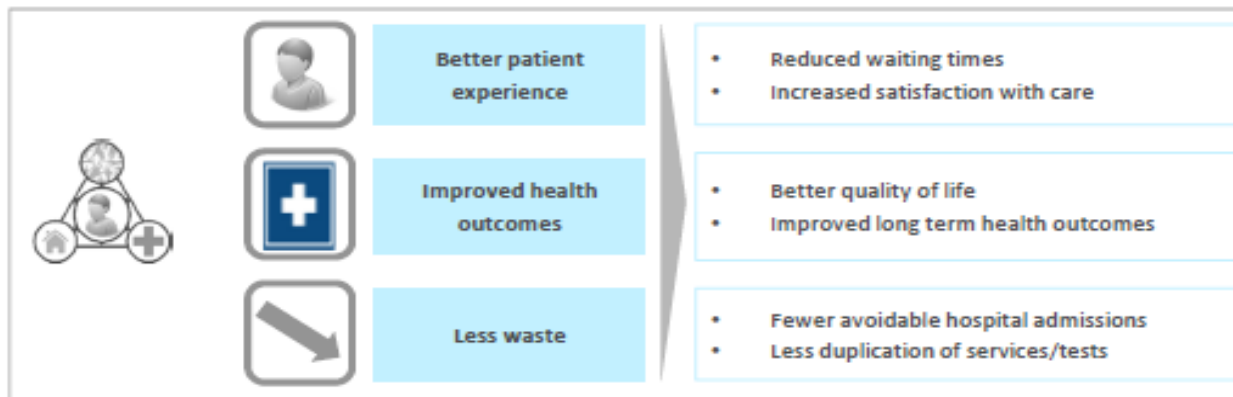 Better patient
experience
• Reduced waiting times
• Increased satisfaction with care
Improved health
outcomes
• Better quality of life
• Improved long term health outcomes
Less waste
• Fewer avoidable hospital admissions
• Less duplication of services/tests